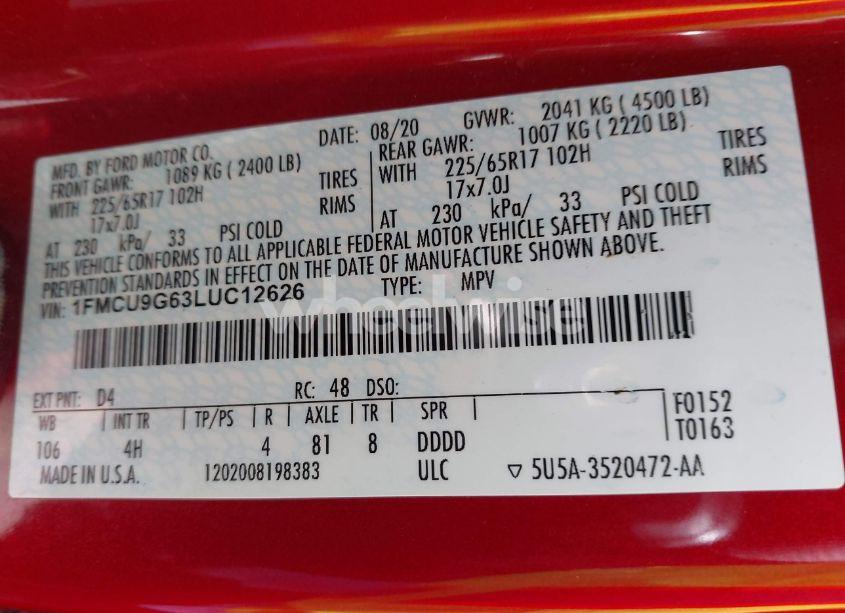 MFD. BY FORD MOTOR CO. DATE: 08/20 GVWR: 2041 KG ( 4500 LB)
FRONT GAWR: 1089 KG ( 2400 LB) REAR GAWR: 1007 KG ( 2220 LB)
WITH 225/65R17 102H TIRES WITH 225/65R17 102H TIRES
17x7.0J RIMS 17x7.0J RIMS
AT 230 kPa/ 33 PSI COLD AT 230 kPa/ 33 PSI COLD
THIS VEHICLE CONFORMS TO ALL APPLICABLE FEDERAL MOTOR VEHICLE SAFETY AND THEFT
PREVENTION STANDARDS IN EFFECT ON THE DATE OF MANUFACTURE SHOWN ABOVE.
VIN: 1FMCU9G63LUC12626 TYPE: MPV
wheelwise
EXT PNT: D4 RC: 48 DSO:
WB INT TR TP/PS R AXLE TR SPR F0152
106 4H 4 81 8 DDDD T0163
MADE IN U.S.A. 1202008198383 ULC ▽ 5U5A-3520472-AA